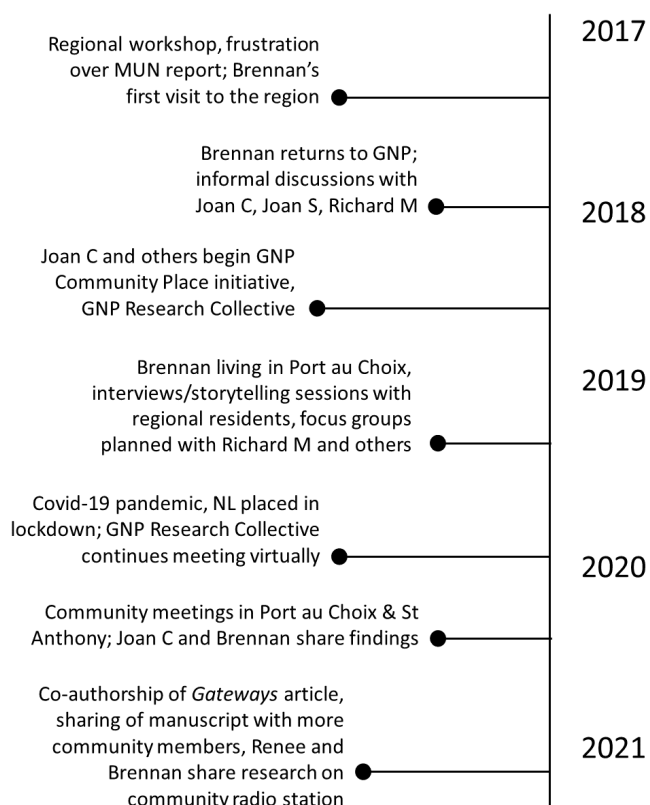 2017
Regional workshop, frustration
over MUN report; Brennan's
first visit to the region
Brennan returns to GNP;
informal discussions with
Joan C, Joan S, Richard M
2018
Joan C and others begin GNP
Community Place initiative,
GNP Research Collective
2019
Brennan living in Port au Choix,
interviews/storytelling sessions with
regional residents, focus groups
planned with Richard M and others
Covid-19 pandemic, NL placed in
lockdown; GNP Research Collective
continues meeting virtually
2020
Community meetings in Port au Choix & St
Anthony; Joan C and Brennan share findings
Co-authorship of Gateways article,
sharing of manuscript with more
community members, Renee and
2021
Brennan share research on
community radio station